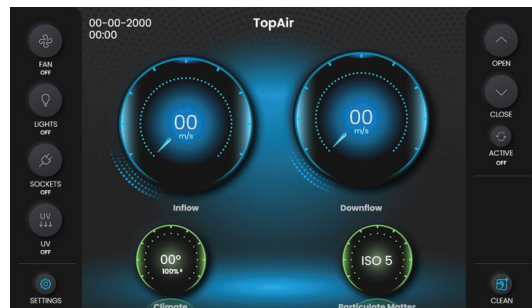 00-00-2000
00:00
TopAir
FAN
OFF
LIGHTS
OFF
SOCKETS
OFF
UV
UV
OFF
SETTINGS
00
m/s
Inflow
00
m/s
Downflow
00°
100%
Climate
ISO 5
Particulate Matter
OPEN
CLOSE
ACTIVE
OFF
CLEAN